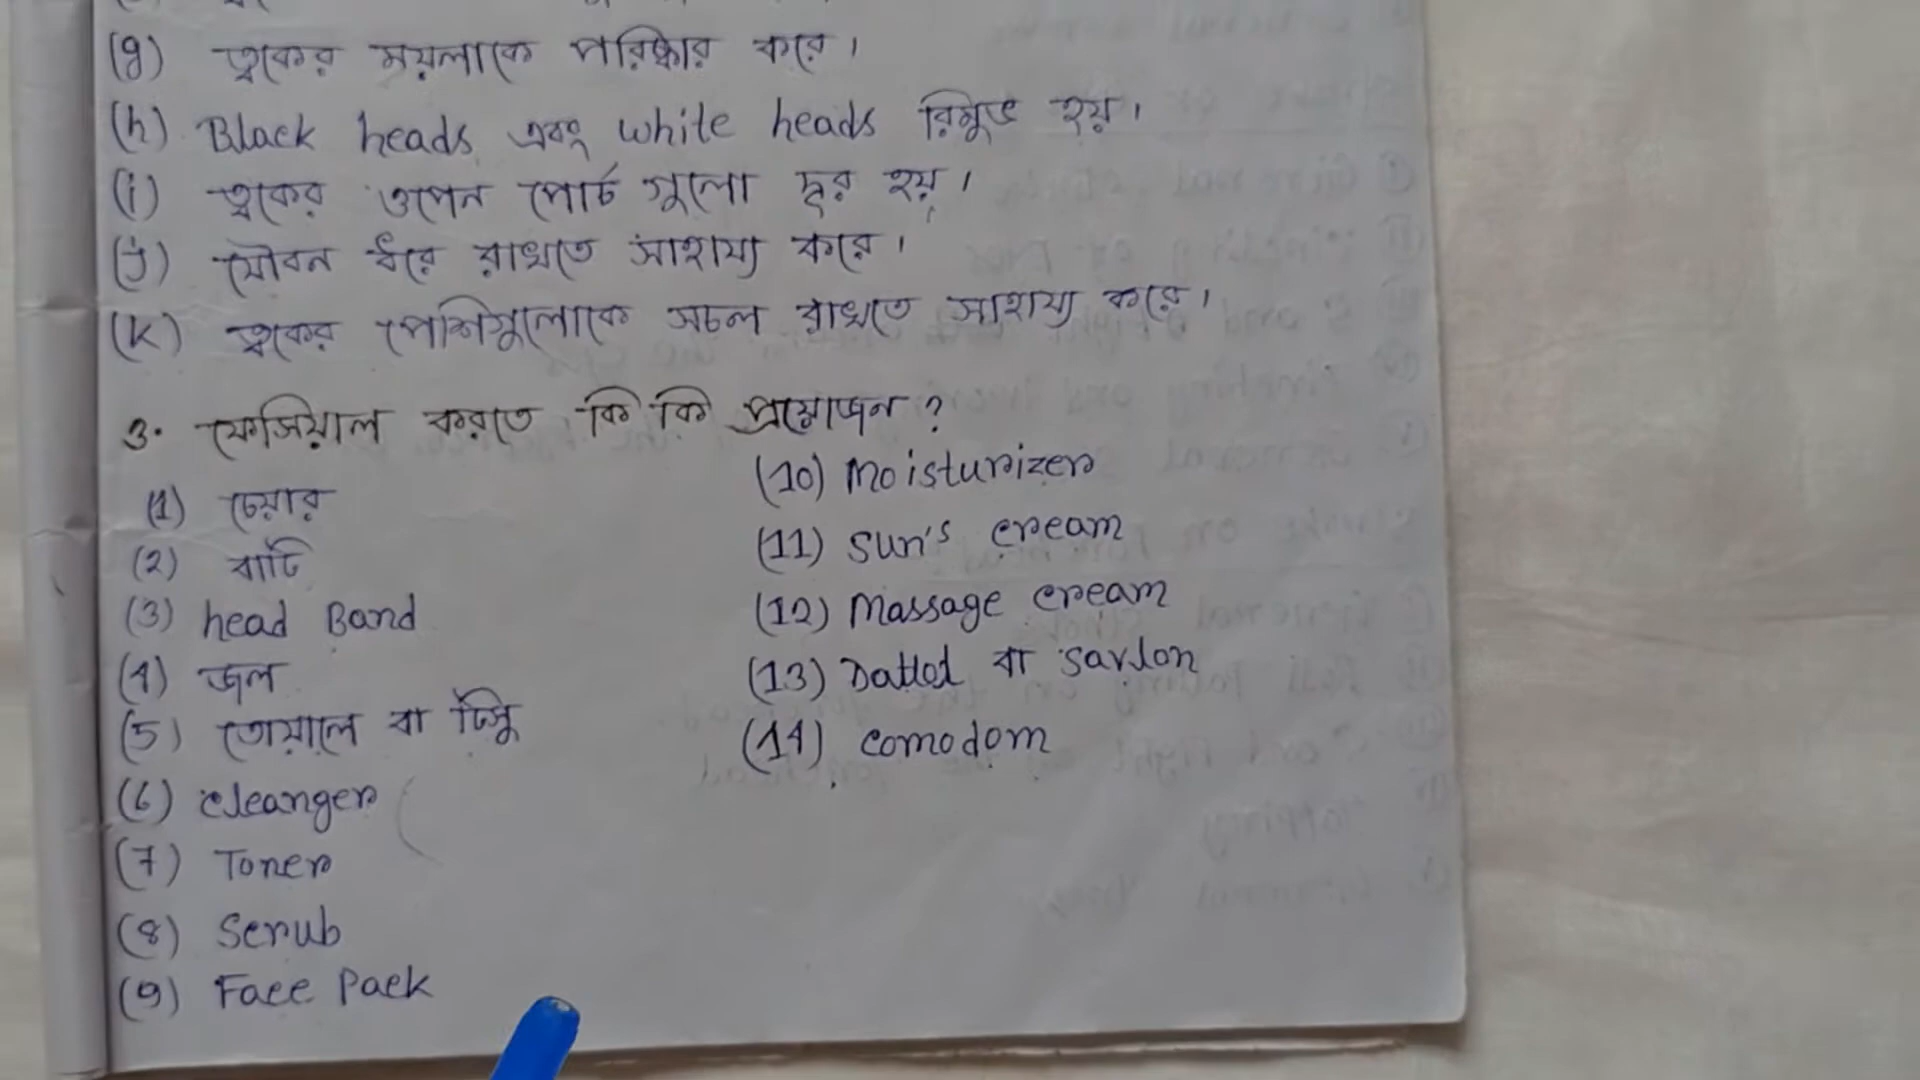 (g) ত্বকের ময়লাকে পরিষ্কার করে।
(h) Black heads এবং white heads রিমুভ হয়।
(i) ত্বকের ওপেন পোর্ট গুলো দূর হয়।
(j) যৌবন ধরে রাখতে সাহায্য করে।
(k) ত্বকের পেশিগুলোকে সচল রাখতে সাহায্য করে।
3. ফেসিয়াল করতে কি কি প্রয়োজন?
(1) চেয়ার
(2) বাটি
(3) head Band
(4) জল
(5) তোয়ালে বা টিসু
(6) cleanger
(7) Toner
(8) Scrub
(9) Face Pack
(10) Moisturizer
(11) Sun's cream
(12) Massage cream
(13) Dattol বা Savlon
(14) comodom